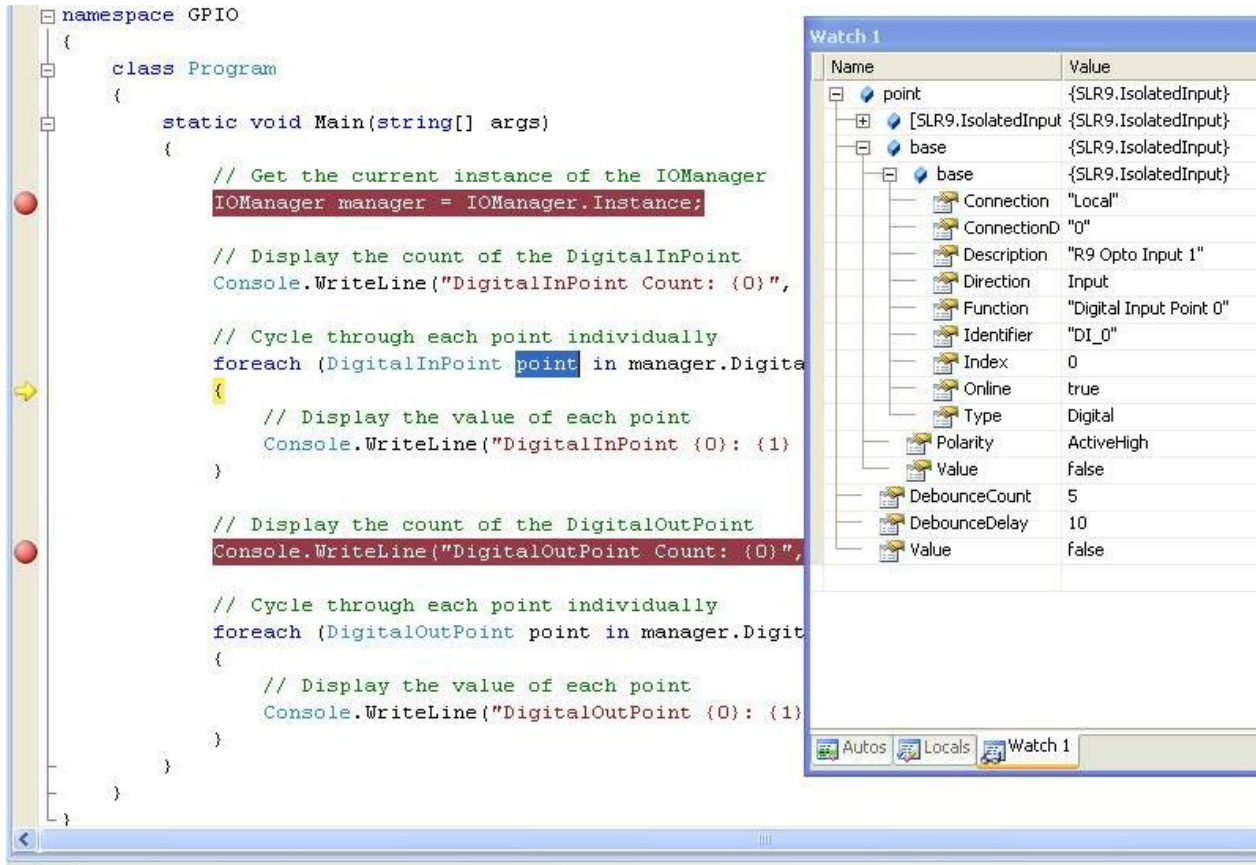 namespace GPIO
{
class Program
{
static void Main(string[] args)
{
// Get the current instance of the IOManager
IOManager manager = IOManager.Instance;
// Display the count of the DigitalInPoint
Console.WriteLine("DigitalInPoint Count: {0}",
// Cycle through each point individually
foreach (DigitalInPoint point in manager.Digita
{
// Display the value of each point
Console.WriteLine("DigitalInPoint {0}: {1}
}
// Display the count of the DigitalOutPoint
Console.WriteLine("DigitalOutPoint Count: {0}",
// Cycle through each point individually
foreach (DigitalOutPoint point in manager.Digit
{
// Display the value of each point
Console.WriteLine("DigitalOutPoint {0}: {1}
}
}
}
}
Watch 1
Name Value
point {SLR9.IsolatedInput}
[SLR9.IsolatedInput {SLR9.IsolatedInput}
base {SLR9.IsolatedInput}
base {SLR9.IsolatedInput}
Connection "Local"
ConnectionD "0"
Description "R9 Opto Input 1"
Direction Input
Function "Digital Input Point 0"
Identifier "DI_0"
Index 0
Online true
Type Digital
Polarity ActiveHigh
Value false
DebounceCount 5
DebounceDelay 10
Value false
Autos Locals Watch 1